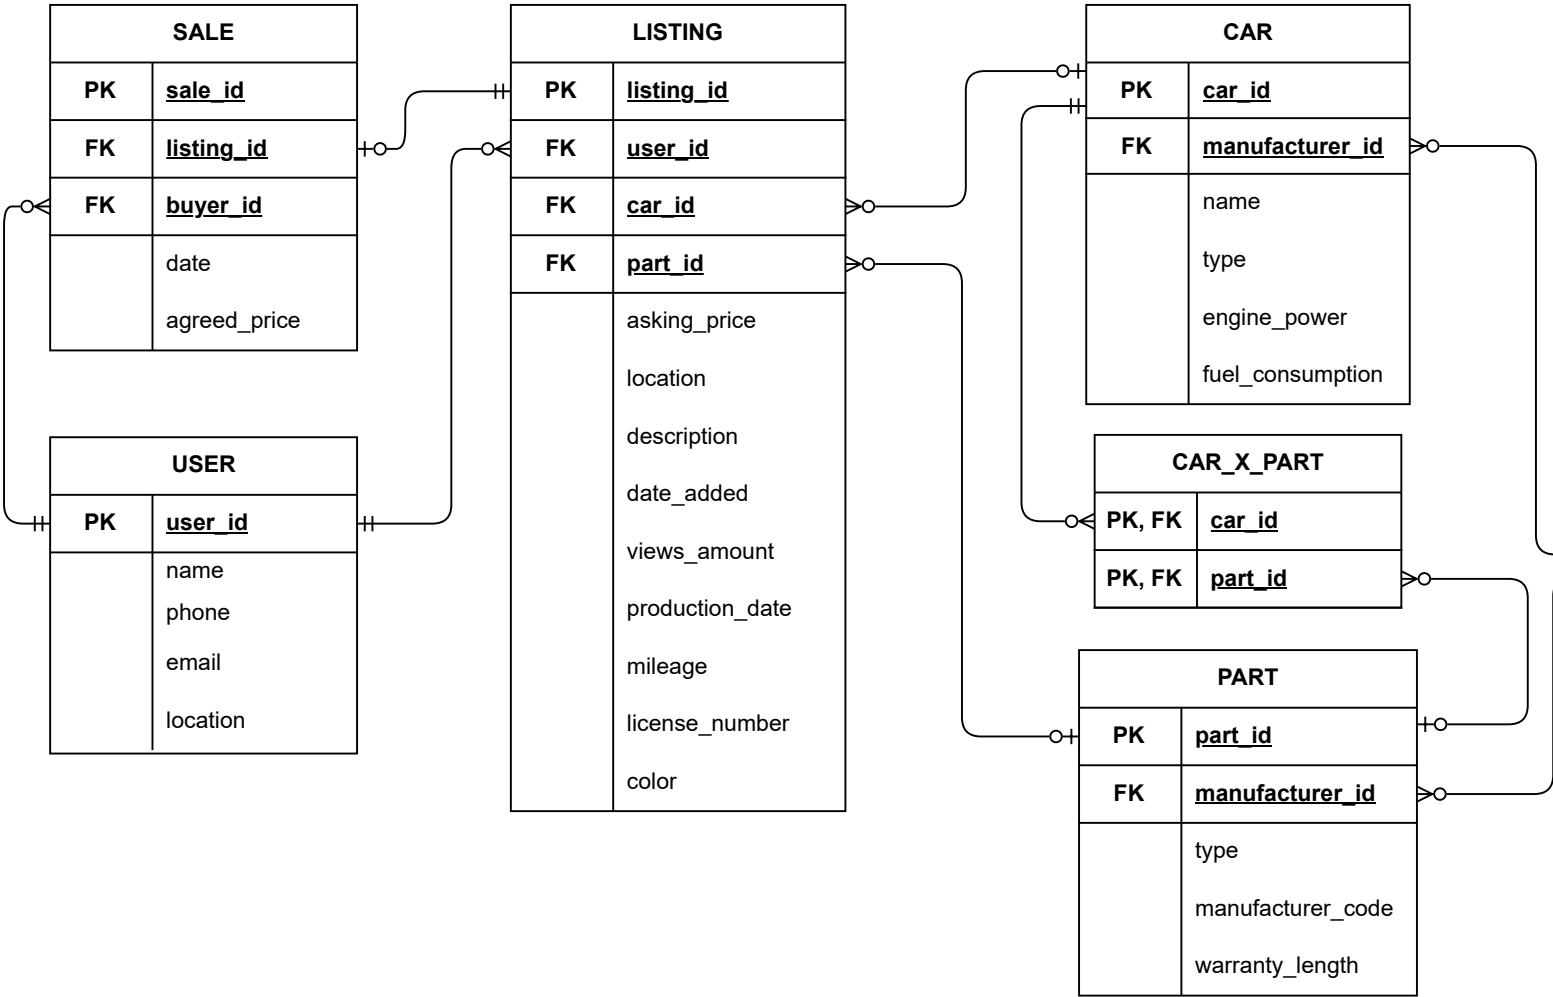 SALE
PK sale_id
FK listing_id
FK buyer_id
date
agreed_price
USER
PK user_id
name
phone
email
location
LISTING
PK listing_id
FK user_id
FK car_id
FK part_id
asking_price
location
description
date_added
views_amount
production_date
mileage
license_number
color
CAR
PK car_id
FK manufacturer_id
name
type
engine_power
fuel_consumption
CAR_X_PART
PK, FK car_id
PK, FK part_id
PART
PK part_id
FK manufacturer_id
type
manufacturer_code
warranty_length